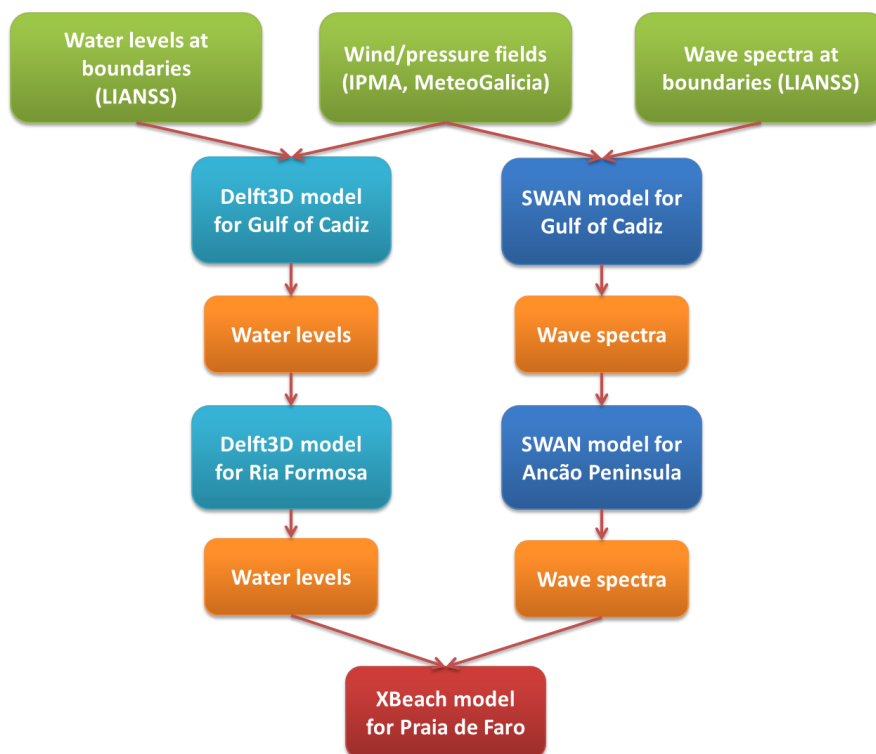 Water levels at
boundaries
(LIANSS)
Wind/pressure fields
(IPMA, MeteoGalicia)
Wave spectra at
boundaries (LIANSS)
Delft3D model
for Gulf of Cadiz
SWAN model for
Gulf of Cadiz
Water levels
Wave spectra
Delft3D model
for Ria Formosa
SWAN model for
Ancão Peninsula
Water levels
Wave spectra
XBeach model
for Praia de Faro